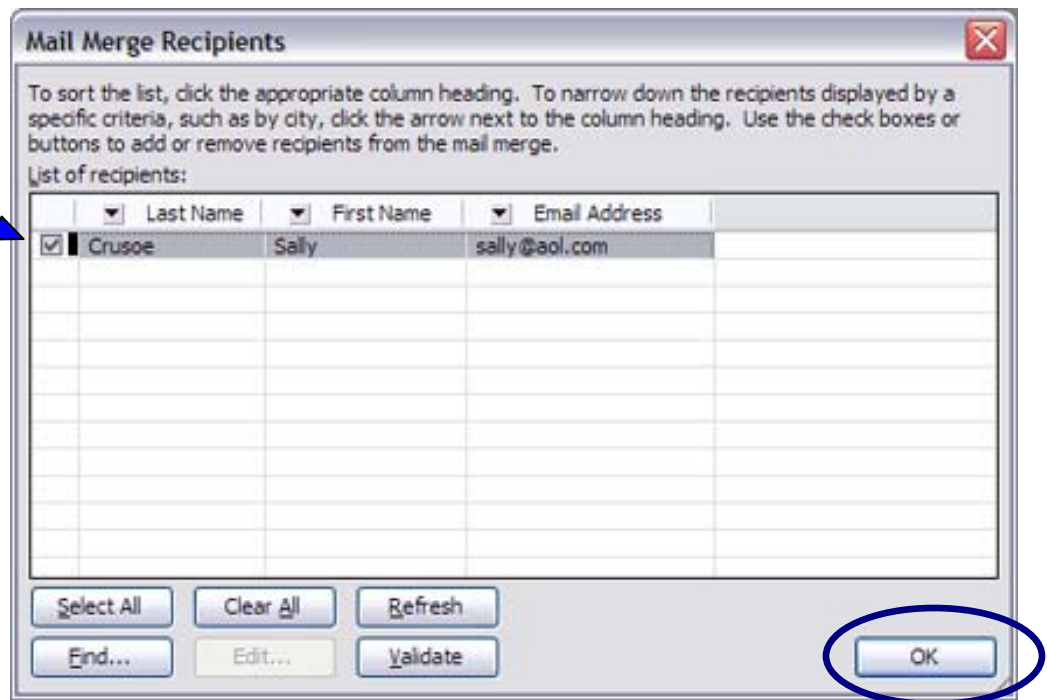 Mail Merge Recipients
To sort the list, click the appropriate column heading. To narrow down the recipients displayed by a
specific criteria, such as by city, click the arrow next to the column heading. Use the check boxes or
buttons to add or remove recipients from the mail merge.
List of recipients:
Last Name First Name Email Address
Crusoe Sally sally@aol.com
Select All Clear All Refresh
Find... Edit... Validate OK